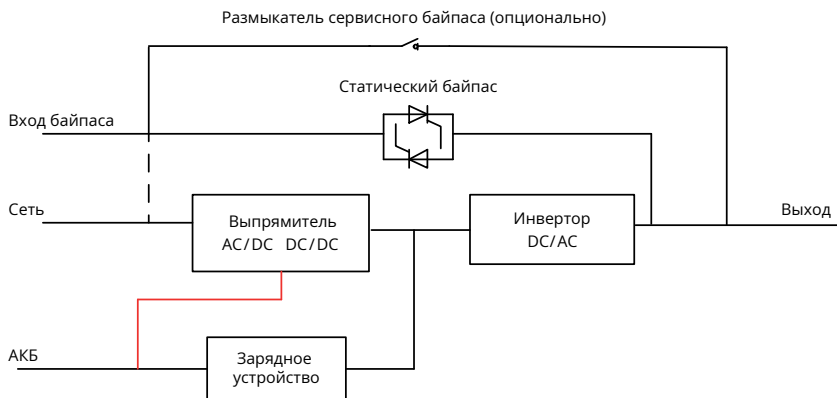 Размыкатель сервисного байпаса (опционально)
Статический байпас
Вход байпаса
Сеть
Выпрямитель
AC/DC DC/DC
Инвертор
DC/AC
Выход
АКБ
Зарядное
устройство